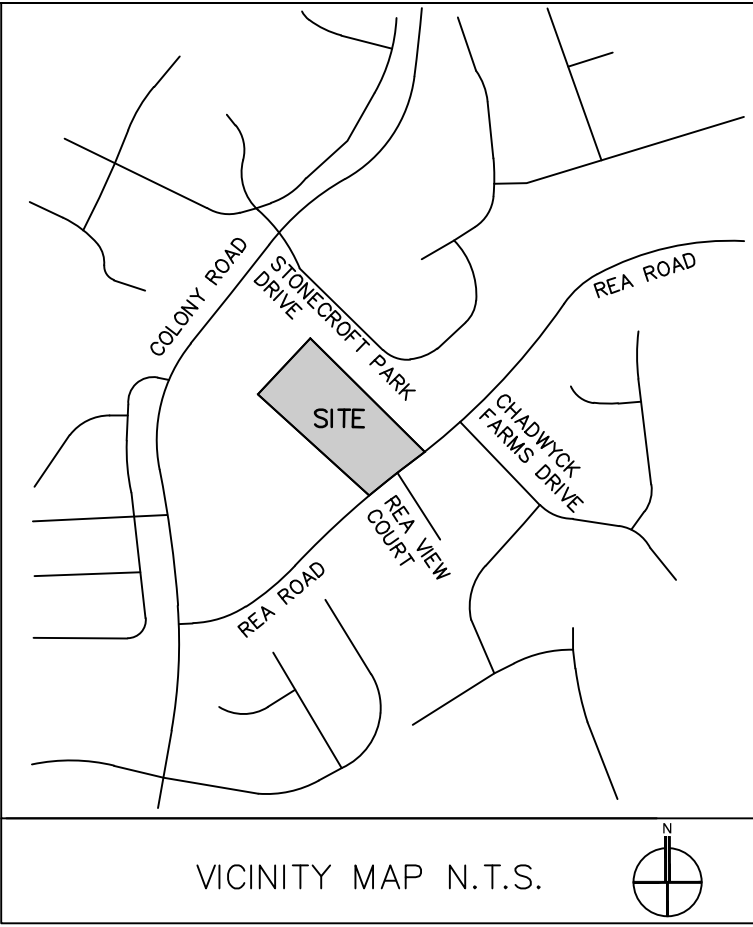 COLONY ROAD
STONECROFT PARK
DRIVE
REA ROAD
SITE
CHADWYCK
FARMS DRIVE
REA VIEW
COURT
REA ROAD
VICINITY MAP N.T.S.
N